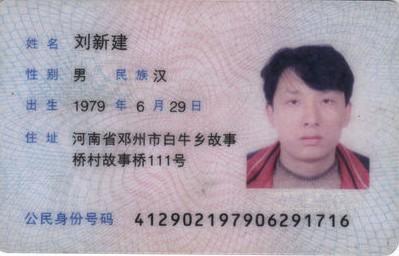 姓名 刘新建
性别 男 民族 汉
出生 1979 年 6 月 29 日
住址 河南省邓州市白牛乡故事
桥村故事桥111号
公民身份号码 412902197906291716